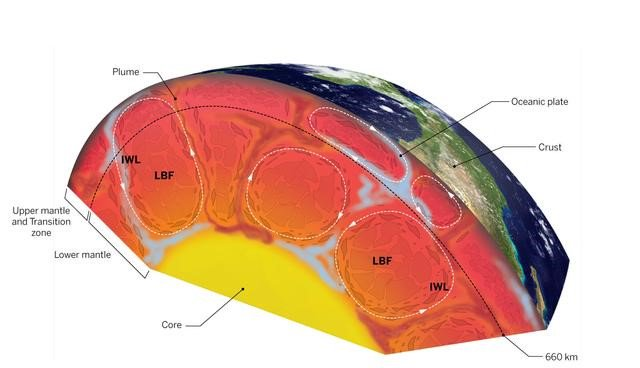 Plume
Oceanic plate
Crust
IWL
LBF
Upper mantle
and Transition
zone
Lower mantle
LBF
IWL
Core
660 km